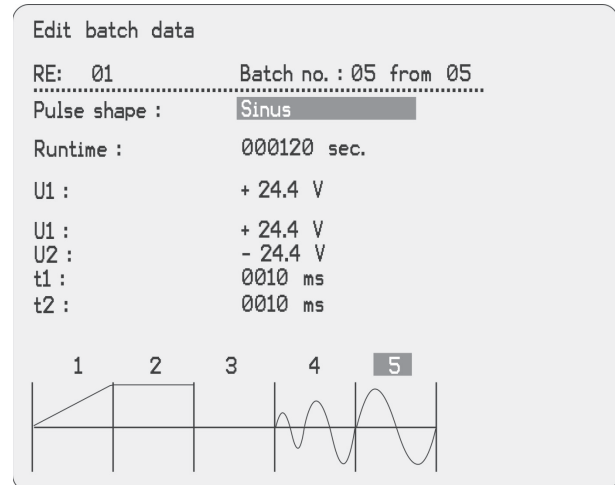 Edit batch data
RE: 01 Batch no. : 05 from 05
Pulse shape : Sinus
Runtime : 000120 sec.
U1 : + 24.4 V
U1 : + 24.4 V
U2 : - 24.4 V
t1 : 0010 ms
t2 : 0010 ms
1 2 3 4 5